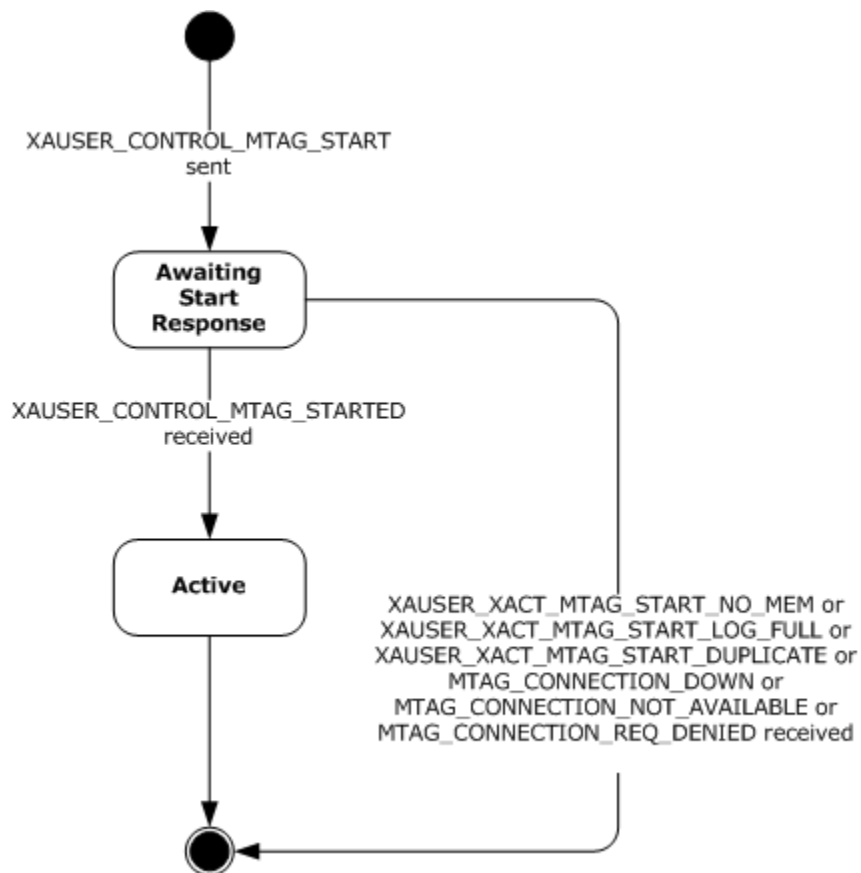 XAUSER_CONTROL_MTAG_START
sent
Awaiting
Start
Response
XAUSER_CONTROL_MTAG_STARTED
received
Active
XAUSER_XACT_MTAG_START_NO_MEM or
XAUSER_XACT_MTAG_START_LOG_FULL or
XAUSER_XACT_MTAG_START_DUPLICATE or
MTAG_CONNECTION_DOWN or
MTAG_CONNECTION_NOT_AVAILABLE or
MTAG_CONNECTION_REQ_DENIED received